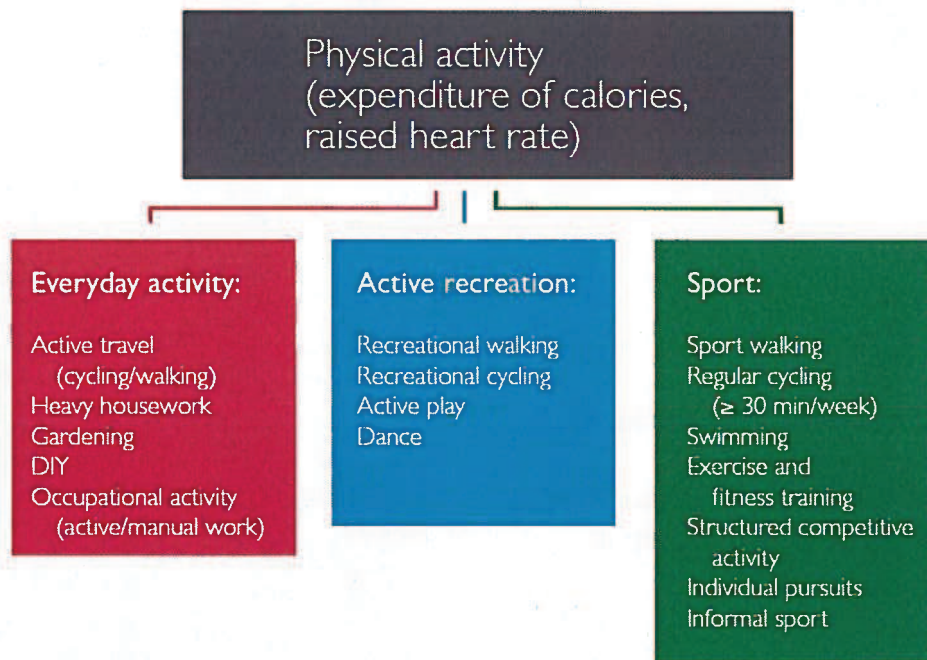 Physical activity
(expenditure of calories,
raised heart rate)
Everyday activity:
Active travel
(cycling/walking)
Heavy housework
Gardening
DIY
Occupational activity
(active/manual work)
Active recreation:
Recreational walking
Recreational cycling
Active play
Dance
Sport:
Sport walking
Regular cycling
(≥ 30 min/week)
Swimming
Exercise and
fitness training
Structured competitive
activity
Individual pursuits
Informal sport